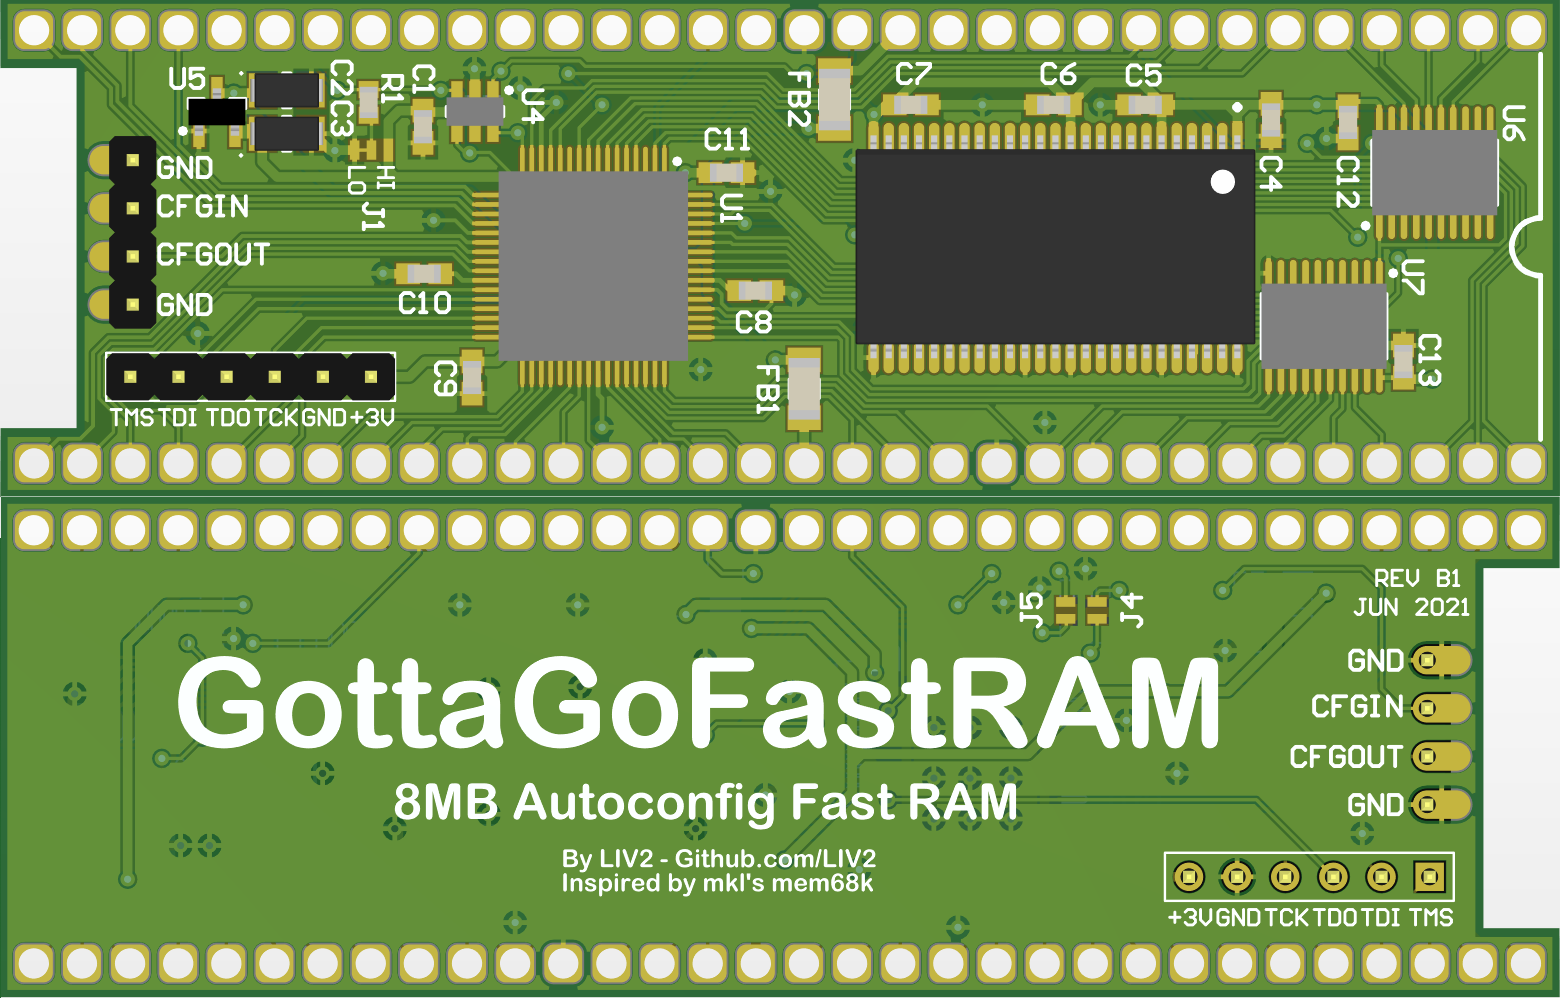 U5
C2
C3
R1
C1
U4
FB2
C7
C6
C5
U6
GND
CFGIN
CFGOUT
GND
LO
HI
J1
C11
U1
C4
C12
U7
C10
C8
C9
FB1
C13
TMS TDI TDO TCK GND +3V
REV B1
JUN 2021
J5
J4
GND
CFGIN
CFGOUT
GND
GottaGoFastRAM
8MB Autoconfig Fast RAM
By LIV2 - Github.com/LIV2
Inspired by mkl's mem68k
+3V GND TCK TDO TDI TMS